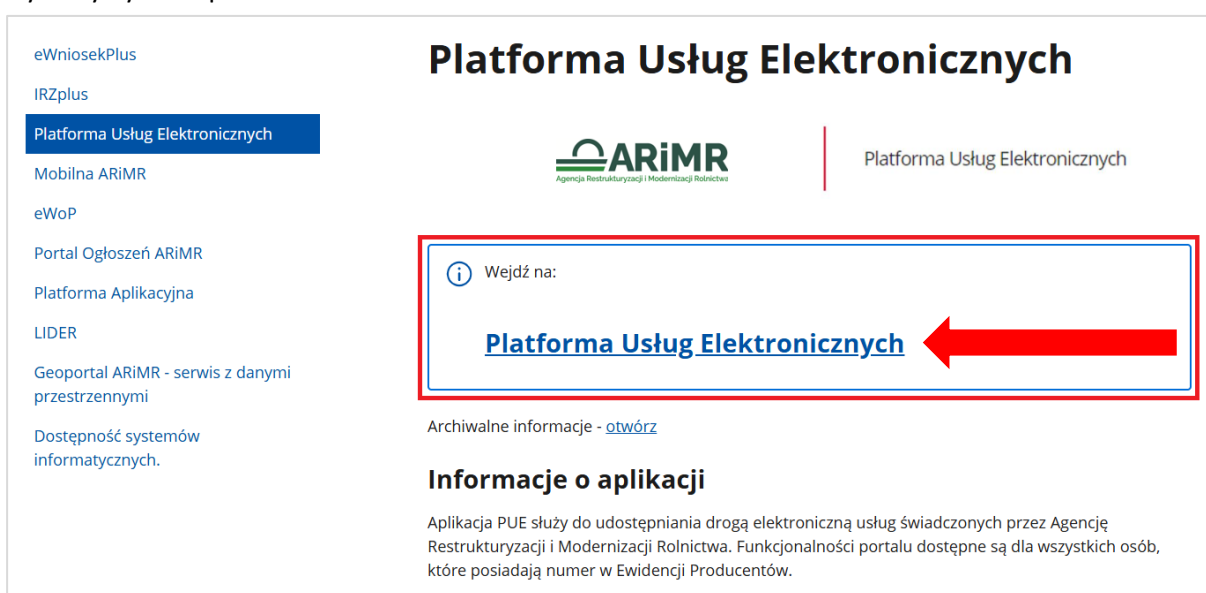 eWniosekPlus
IRZplus
Platforma Usług Elektronicznych
Mobilna ARiMR
eWoP
Portal Ogłoszeń ARiMR
Platforma Aplikacyjna
LIDER
Geoportal ARiMR - serwis z danymi
przestrzennymi
Dostępność systemów
informatycznych.
Platforma Usług Elektronicznych
ARiMR
Agencja Restrukturyzacji i Modernizacji Rolnictwa
Platforma Usług Elektronicznych
Wejdź na:
Platforma Usług Elektronicznych
Archiwalne informacje - otwórz
Informacje o aplikacji
Aplikacja PUE służy do udostępniania drogą elektroniczną usług świadczonych przez Agencję
Restrukturyzacji i Modernizacji Rolnictwa. Funkcjonalności portalu dostępne są dla wszystkich osób,
które posiadają numer w Ewidencji Producentów.